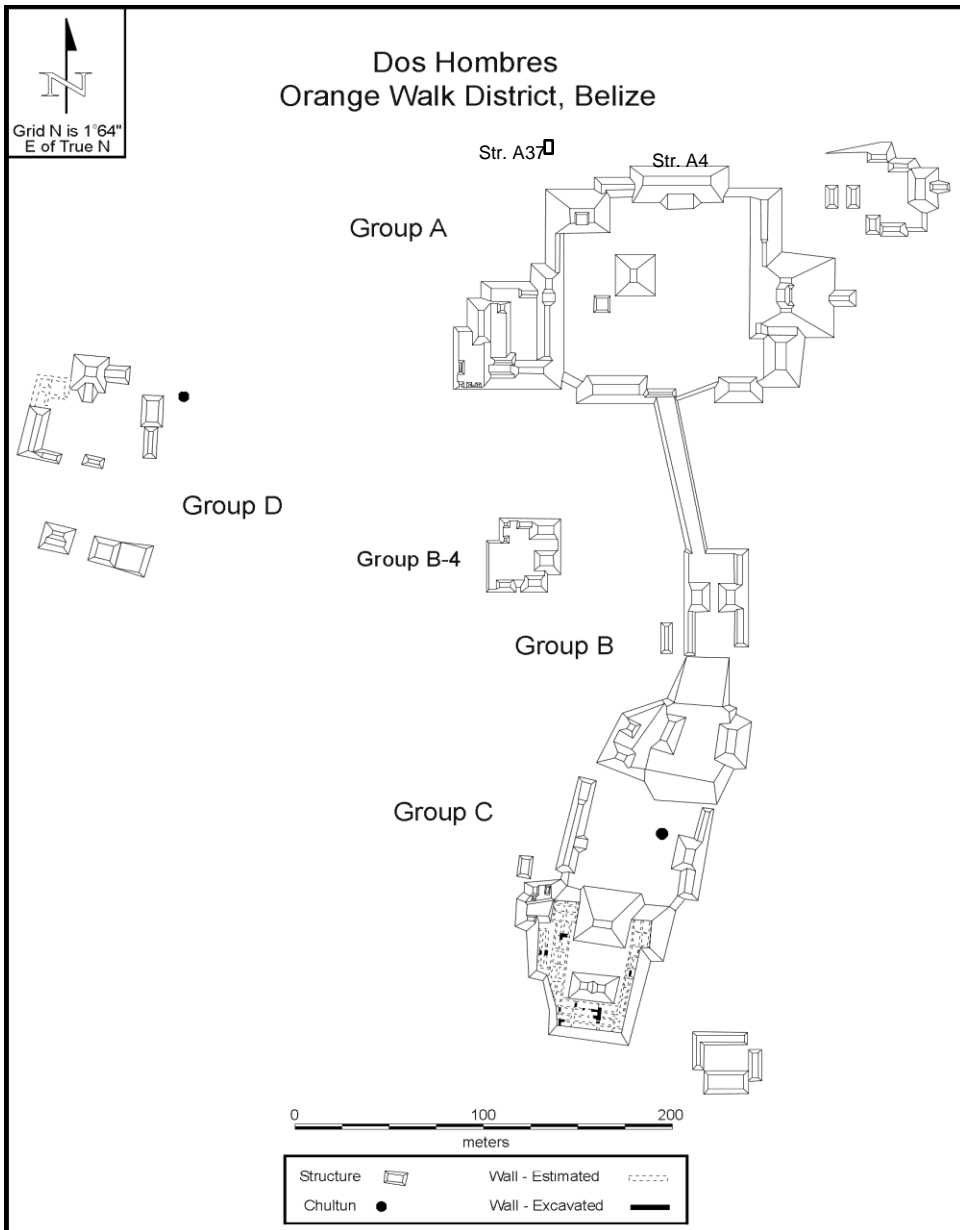 N
Grid N is 1°64"
E of True N
Dos Hombres
Orange Walk District, Belize
Str. A37
Str. A4
Group A
Group D
Group B-4
Group B
Group C
0 100 200
meters
Structure
Wall - Estimated
Chultun
Wall - Excavated